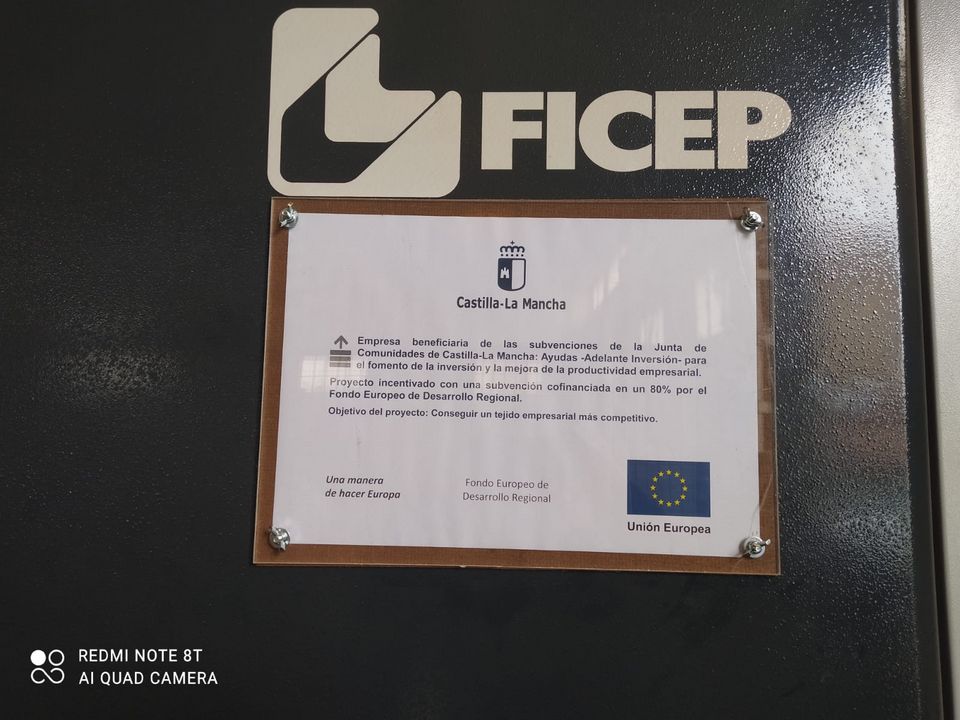 FICEP
Castilla-La Mancha
Empresa beneficiaria de las subvenciones de la Junta de
Comunidades de Castilla-La Mancha: Ayudas -Adelante Inversión- para
el fomento de la inversión y la mejora de la productividad empresarial.
Proyecto incentivado con una subvención cofinanciada en un 80% por el
Fondo Europeo de Desarrollo Regional.
Objetivo del proyecto: Conseguir un tejido empresarial más competitivo.
Una manera
de hacer Europa
Fondo Europeo de
Desarrollo Regional
Unión Europea
REDMI NOTE 8T
AI QUAD CAMERA